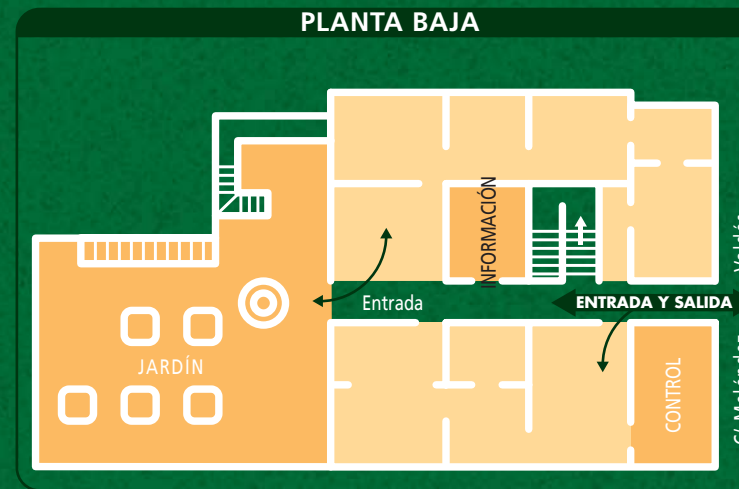 PLANTA BAJA
INFORMACIÓN
Entrada
ENTRADA Y SALIDA
JARDÍN
CONTROL